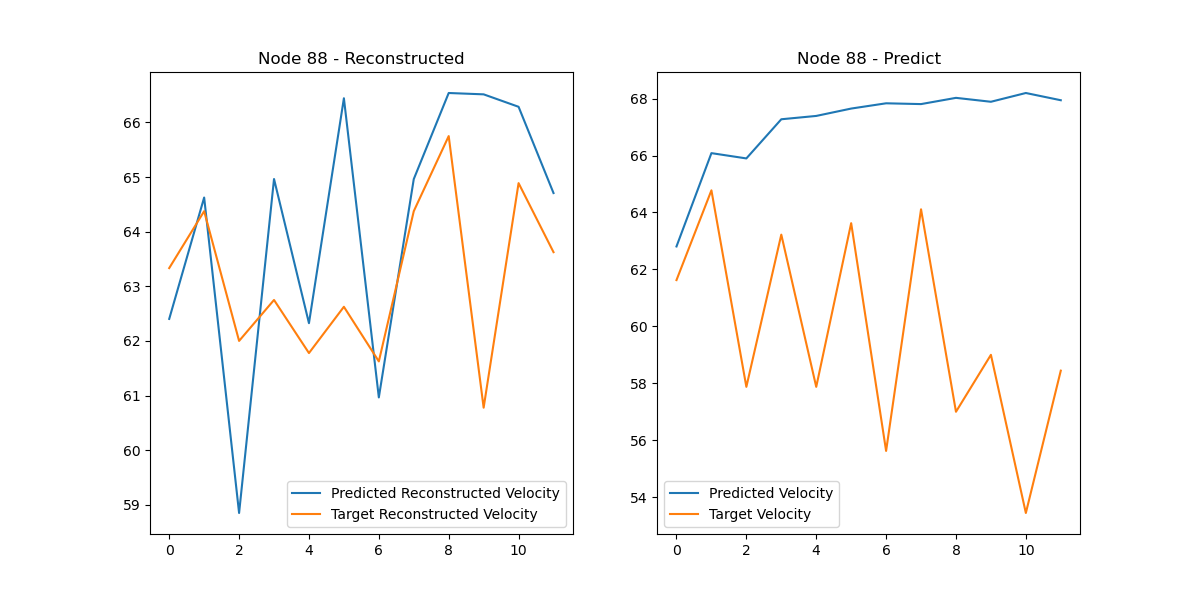 Node 88 - Reconstructed
66
65
64
63
62
61
60
59
0 2 4 6 8 10
Predicted Reconstructed Velocity
Target Reconstructed Velocity
Node 88 - Predict
68
66
64
62
60
58
56
54
0 2 4 6 8 10
Predicted Velocity
Target Velocity